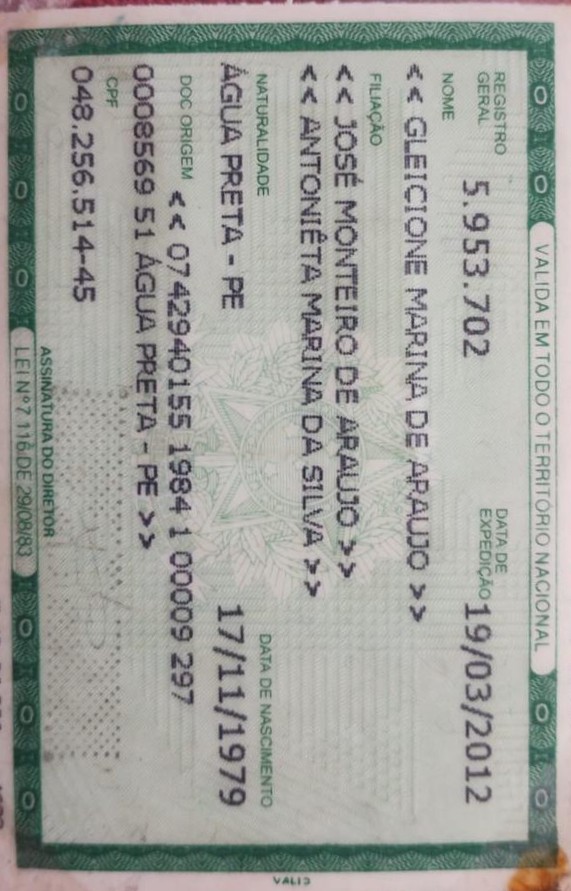 VALIDA EM TODO O TERRITÓRIO NACIONAL
REGISTRO GERAL 5.953.702 DATA DE EXPEDIÇÃO 19/03/2012
NOME
<< GLEICIONE MARINA DE ARAUJO >>
FILIAÇÃO
<< JOSÉ MONTEIRO DE ARAUJO >>
<< ANTONIÊTA MARINA DA SILVA >>
NATURALIDADE DATA DE NASCIMENTO
ÁGUA PRETA - PE 17/11/1979
DOC ORIGEM << 0742940155 1984 1 00009 297
0008569 51 ÁGUA PRETA - PE >>
CPF
048.256.514-45
ASSINATURA DO DIRETOR
LEI Nº 7 116 DE 29/08/83